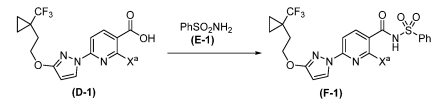 CF₃
O
OH
N
N
N
Xᵃ
O
(D-1)
PhSO₂NH₂
(E-1)
CF₃
O
O
O
S
N
H
Ph
N
N
N
Xᵃ
O
(F-1)